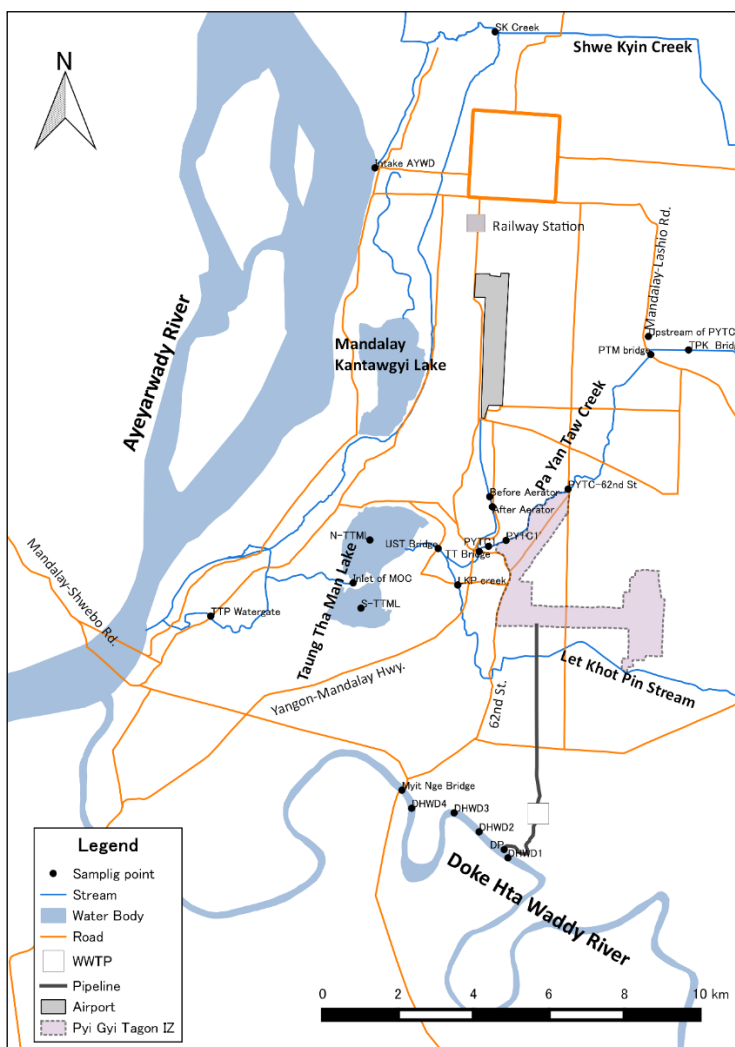 SK Creek
Shwe Kyin Creek
N
Intake AYWD
Railway Station
Mandalay-Lashio Rd.
Ayeyarwady River
Upstream of PYTC
TPK Bridg
PTM bridge
Mandalay
Kantawgyi Lake
Pa Yan Taw Creek
PYTC-62nd St
Before Aerator
After Aerator
N-TTML
UST Bridge
PYTC1
PYTC1
TT Bridge
Inlet of MOC
LKP creek
Taung Tha Man Lake
S-TTML
TTP Watergate
Mandalay-Shwebo Rd.
Let Khot Pin Stream
Yangon-Mandalay Hwy.
62nd St.
Myit Nge Bridge
DHWD4
DHWD3
DHWD2
DP
DHWD1
Doke Hta Waddy River
Legend
Samplig point
Stream
Water Body
Road
WWTP
Pipeline
Airport
Pyi Gyi Tagon IZ
0 2 4 6 8 10 km